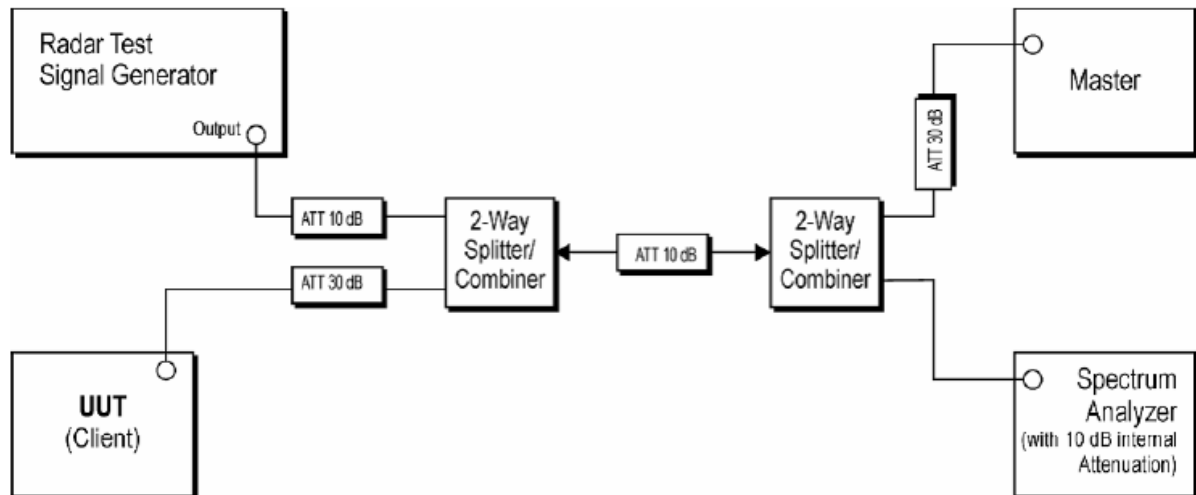 Radar Test
Signal Generator
Output
ATT 10 dB
ATT 30 dB
UUT
(Client)
2-Way
Splitter/
Combiner
ATT 10 dB
2-Way
Splitter/
Combiner
ATT 30 dB
Master
Spectrum
Analyzer
(with 10 dB internal
Attenuation)